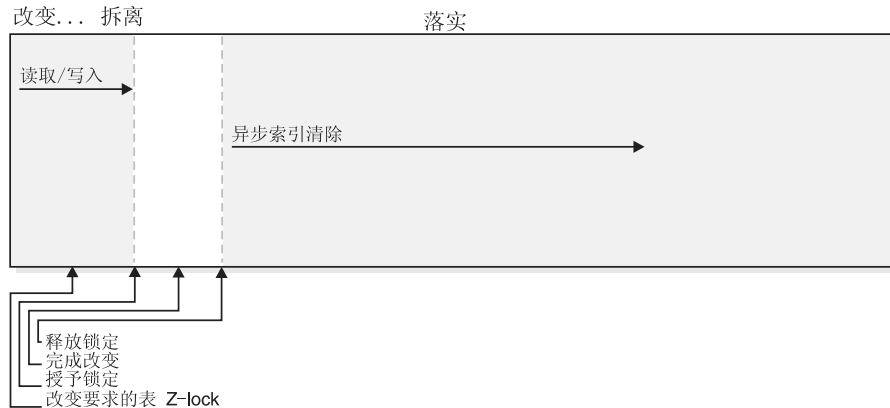 改变... 拆离
落实
读取/写入
异步索引清除
释放锁定
完成改变
授予锁定
改变要求的表 Z-lock